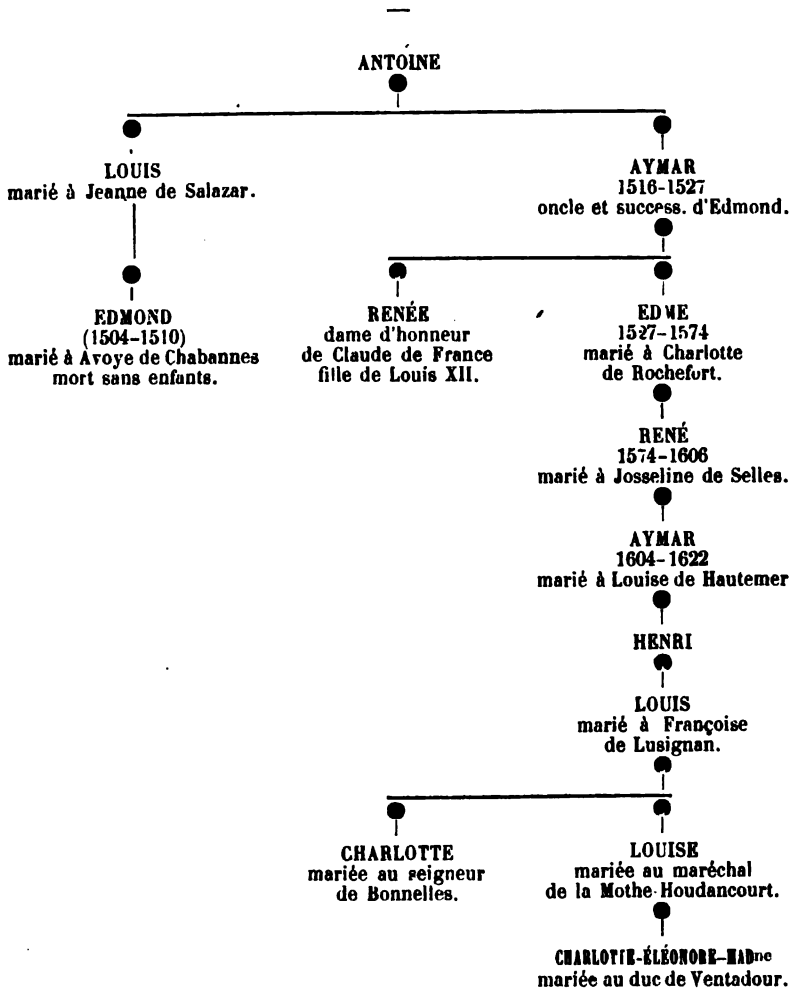 ANTOINE
LOUIS
marié à Jeanne de Salazar.
AYMAR
1516-1527
oncle et success. d'Edmond.
EDMOND
(1504-1510)
marié à Avoye de Chabannes
mort sans enfants.
RENÉE
dame d'honneur
de Claude de France
fille de Louis XII.
EDME
1527-1574
marié à Charlotte
de Rochefort.
RENÉ
1574-1606
marié à Josseline de Selles.
AYMAR
1604-1622
marié à Louise de Hautemer
HENRI
LOUIS
marié à Françoise
de Lusignan.
CHARLOTTE
mariée au seigneur
de Bonnelles.
LOUISE
mariée au maréchal
de la Mothe-Houdancourt.
CHARLOTTE-ÉLÉONORE-MADne
mariée au duc de Ventadour.